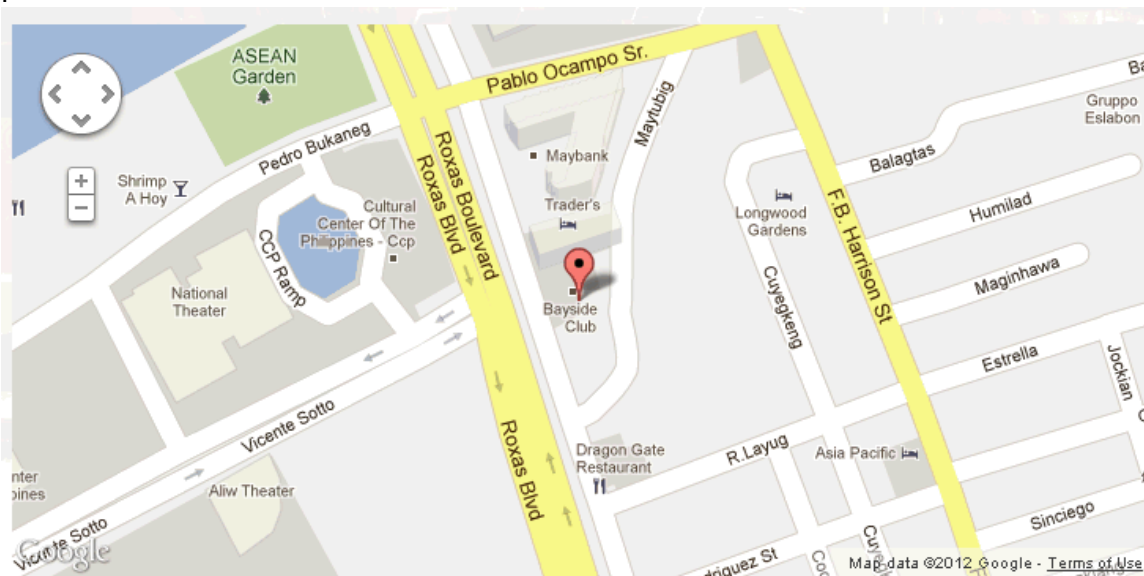 ASEAN
Garden
Pablo Ocampo Sr.
Gruppo
Eslabon
Maytubig
Pedro Bukaneg
Roxas Boulevard
Roxas Blvd
Maybank
Balagtas
Shrimp
A Hoy
Cultural
Center Of The
Philippines - Ccp
Trader's
Longwood
Gardens
F.B. Harrison St
Humilad
CCP Ramp
Maginhawa
National
Theater
Bayside
Club
Cuyegkeng
Estrella
Jockian
Vicente Sotto
Roxas Blvd
Dragon Gate
Restaurant
R.Layug
Asia Pacific
Aliw Theater
Sinciego
Vicente Sotto
Google
Map data ©2012 Google - Terms of Use